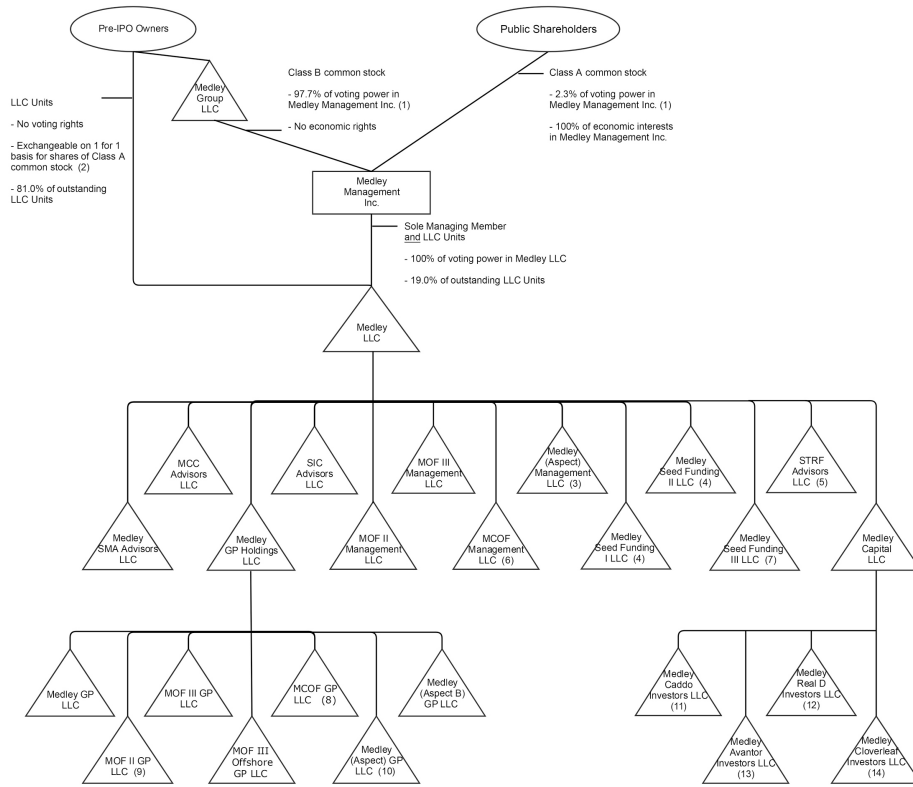 Pre-IPO Owners
Public Shareholders
Medley
Group
LLC
Class B common stock
- 97.7% of voting power in
Medley Management Inc. (1)
- No economic rights
Class A common stock
- 2.3% of voting power in
Medley Management Inc. (1)
- 100% of economic interests
in Medley Management Inc.
LLC Units
- No voting rights
- Exchangeable on 1 for 1
basis for shares of Class A
common stock (2)
- 81.0% of outstanding
LLC Units
Medley
Management
Inc.
Sole Managing Member
and LLC Units
- 100% of voting power in Medley LLC
- 19.0% of outstanding LLC Units
Medley
LLC
MCC
Advisors
LLC
SIC
Advisors
LLC
MOF III
Management
LLC
Medley
(Aspect)
Management
LLC (3)
Medley
Seed Funding
II LLC (4)
STRF
Advisors
LLC (5)
Medley
SMA Advisors
LLC
Medley
GP Holdings
LLC
MOF II
Management
LLC
MCOF
Management
LLC (6)
Medley
Seed Funding
I LLC (4)
Medley
Seed Funding
III LLC (7)
Medley
Capital
LLC
Medley GP
LLC
MOF III GP
LLC
MCOF GP
LLC (8)
Medley
(Aspect B)
GP LLC
Medley
Caddo
Investors LLC
(11)
Medley
Real D
Investors LLC
(12)
MOF II GP
LLC (9)
MOF III
Offshore
GP LLC
Medley
(Aspect) GP
LLC (10)
Medley
Avantor
Investors LLC
(13)
Medley
Cloverleaf
Investors LLC
(14)